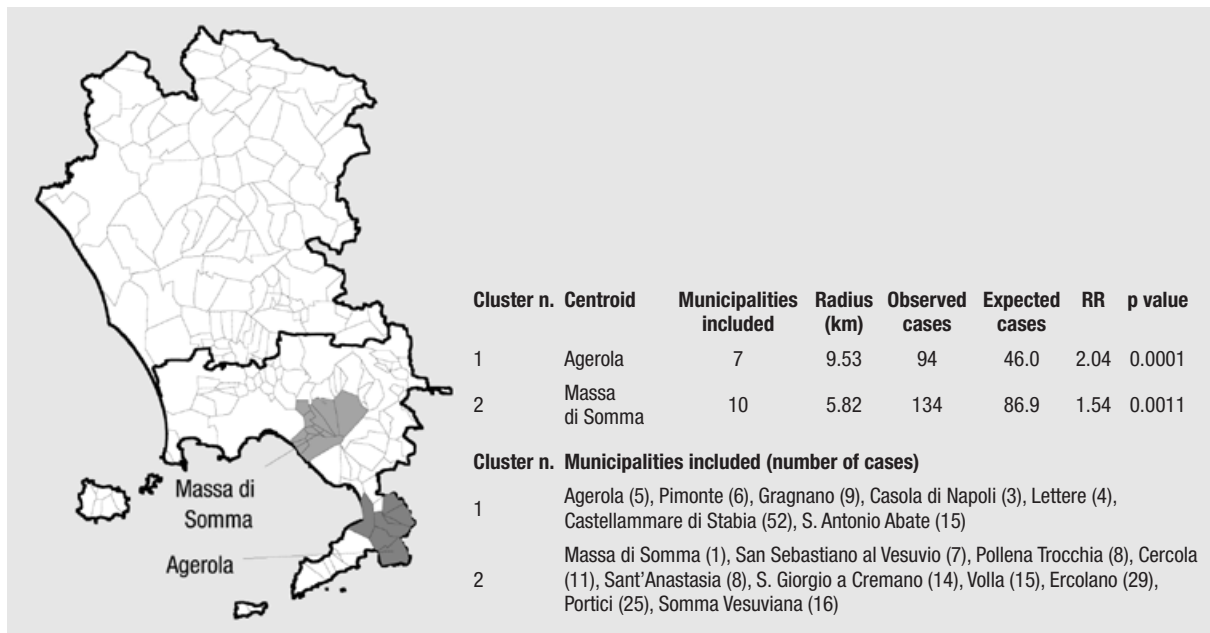 Massa di
Somma
Agerola
Cluster n. Centroid Municipalities included Radius (km) Observed cases Expected cases RR p value
1 Agerola 7 9.53 94 46.0 2.04 0.0001
2 Massa di Somma 10 5.82 134 86.9 1.54 0.0011
Cluster n. Municipalities included (number of cases)
1 Agerola (5), Pimonte (6), Gragnano (9), Casola di Napoli (3), Lettere (4),
Castellammare di Stabia (52), S. Antonio Abate (15)
2 Massa di Somma (1), San Sebastiano al Vesuvio (7), Pollena Trocchia (8), Cercola
(11), Sant'Anastasia (8), S. Giorgio a Cremano (14), Volla (15), Ercolano (29),
Portici (25), Somma Vesuviana (16)